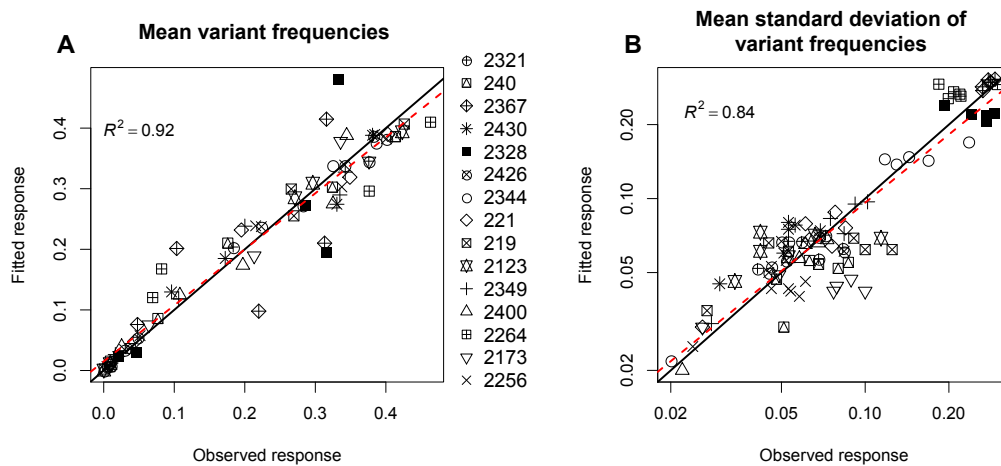 A
Mean variant frequencies
R² = 0.92
0.0
0.1
0.2
0.3
0.4
Fitted response
0.0 0.1 0.2 0.3 0.4
Observed response
2321
240
2367
2430
2328
2426
2344
221
219
2123
2349
2400
2264
2173
2256
B
Mean standard deviation of
variant frequencies
R² = 0.84
0.20
0.10
0.05
0.02
Fitted response
0.02 0.05 0.10 0.20
Observed response